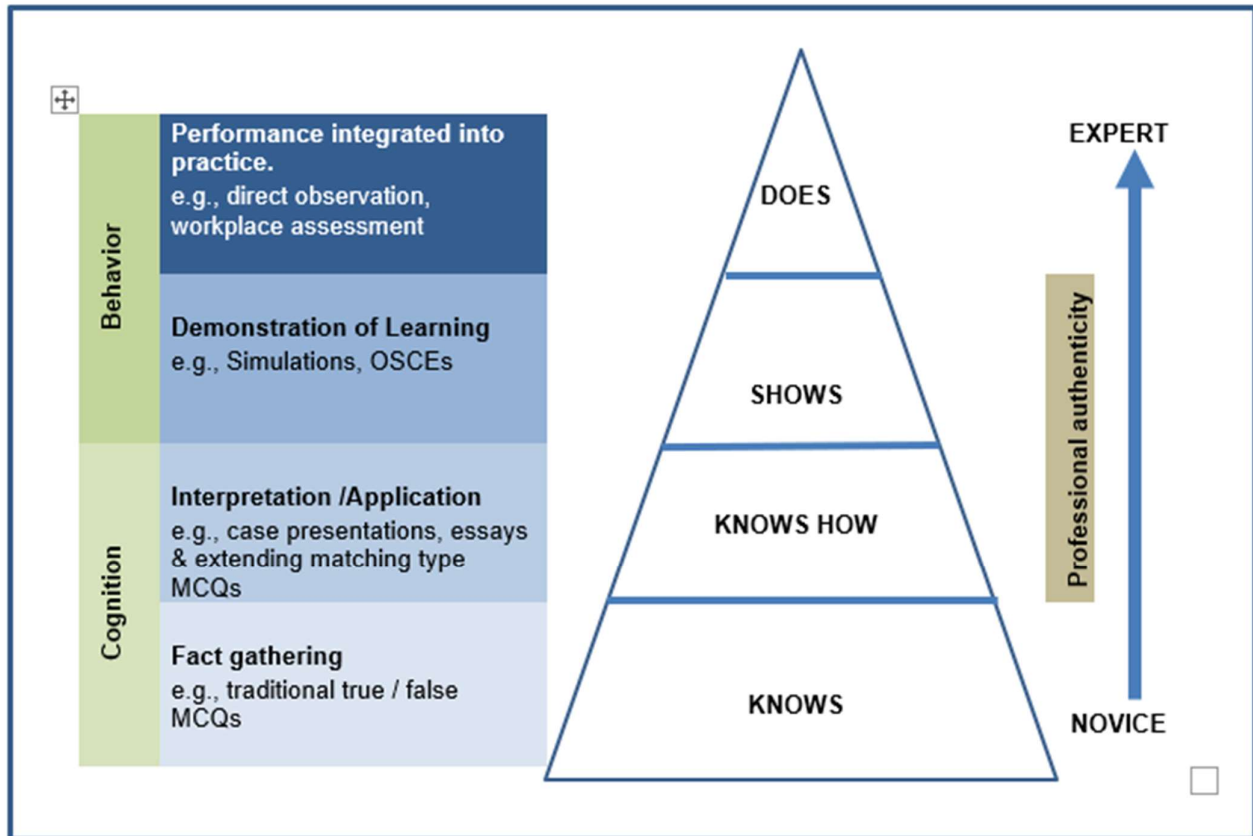 Behavior
Performance integrated into
practice.
e.g., direct observation,
workplace assessment
Demonstration of Learning
e.g., Simulations, OSCEs
Cognition
Interpretation /Application
e.g., case presentations, essays
& extending matching type
MCQs
Fact gathering
e.g., traditional true / false
MCQs
DOES
SHOWS
KNOWS HOW
KNOWS
EXPERT
Professional authenticity
NOVICE